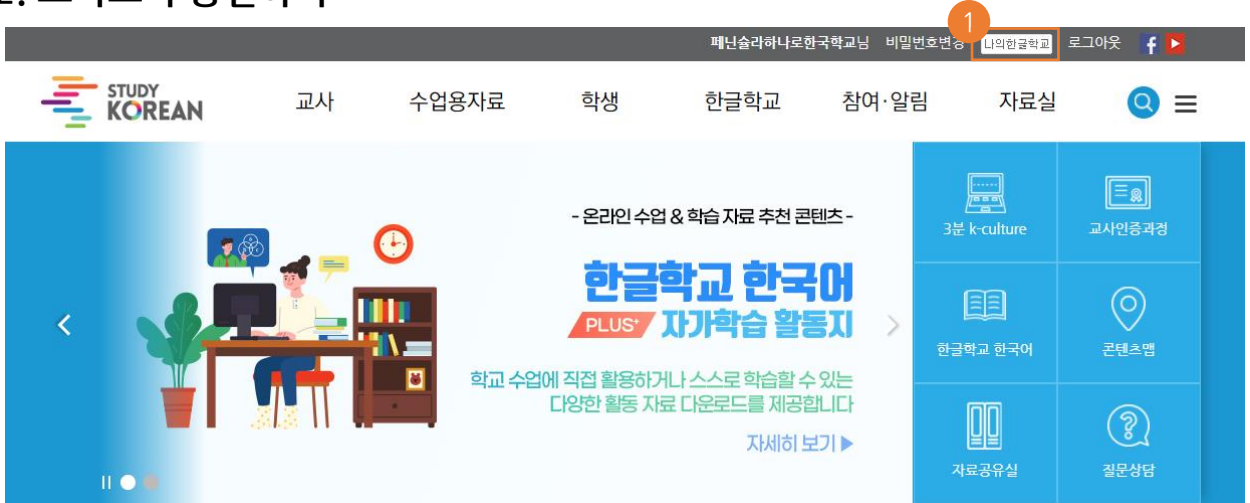 1
페닌슐라하나로한국학교님 비밀번호변경 나의한글학교 로그아웃 f
STUDY
KOREAN
교사 수업용자료 학생 한글학교 참여·알림 자료실
- 온라인 수업 & 학습 자료 추천 콘텐츠 -
한글학교 한국어
PLUS+ 자가학습 활동지
학교 수업에 직접 활용하거나 스스로 학습할 수 있는
다양한 활동 자료 다운로드를 제공합니다
자세히 보기 ▶
3분 k-culture 교사인증과정
한글학교 한국어 콘텐츠맵
자료공유실 질문상담